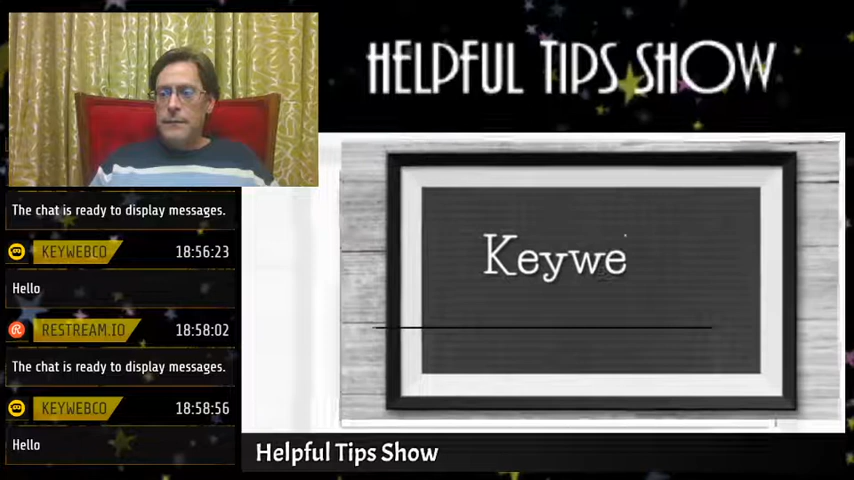 HELPFUL TIPS SHOW
The chat is ready to display messages.
KEYWEBCO 18:56:23
Hello
RESTREAM.IO 18:58:02
The chat is ready to display messages.
KEYWEBCO 18:58:56
Hello
Keywe
Helpful Tips Show